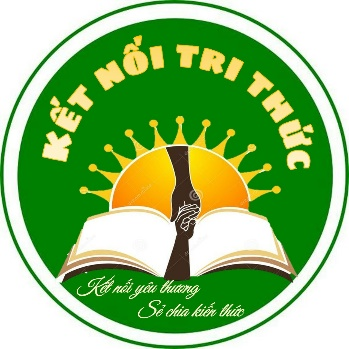 KẾT NỐI TRI THỨC
Kết nối yêu thương
Sẻ chia kiến thức